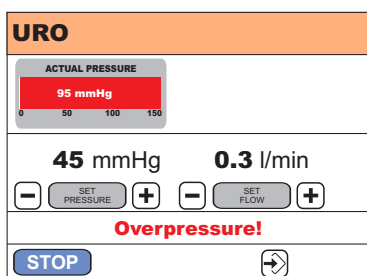 URO
ACTUAL PRESSURE
95 mmHg
0 50 100 150
45 mmHg 0.3 l/min
− SET PRESSURE + − SET FLOW +
Overpressure!
STOP